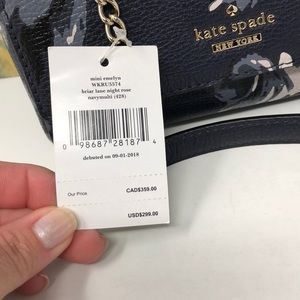 kate spade
NEW YORK
mini emelyn
WKRU5574
briar lane night rose
navymulti (428)
0 98687 28187 4
debuted on 09-01-2018
Our Price CAD$359.00
USD$299.00